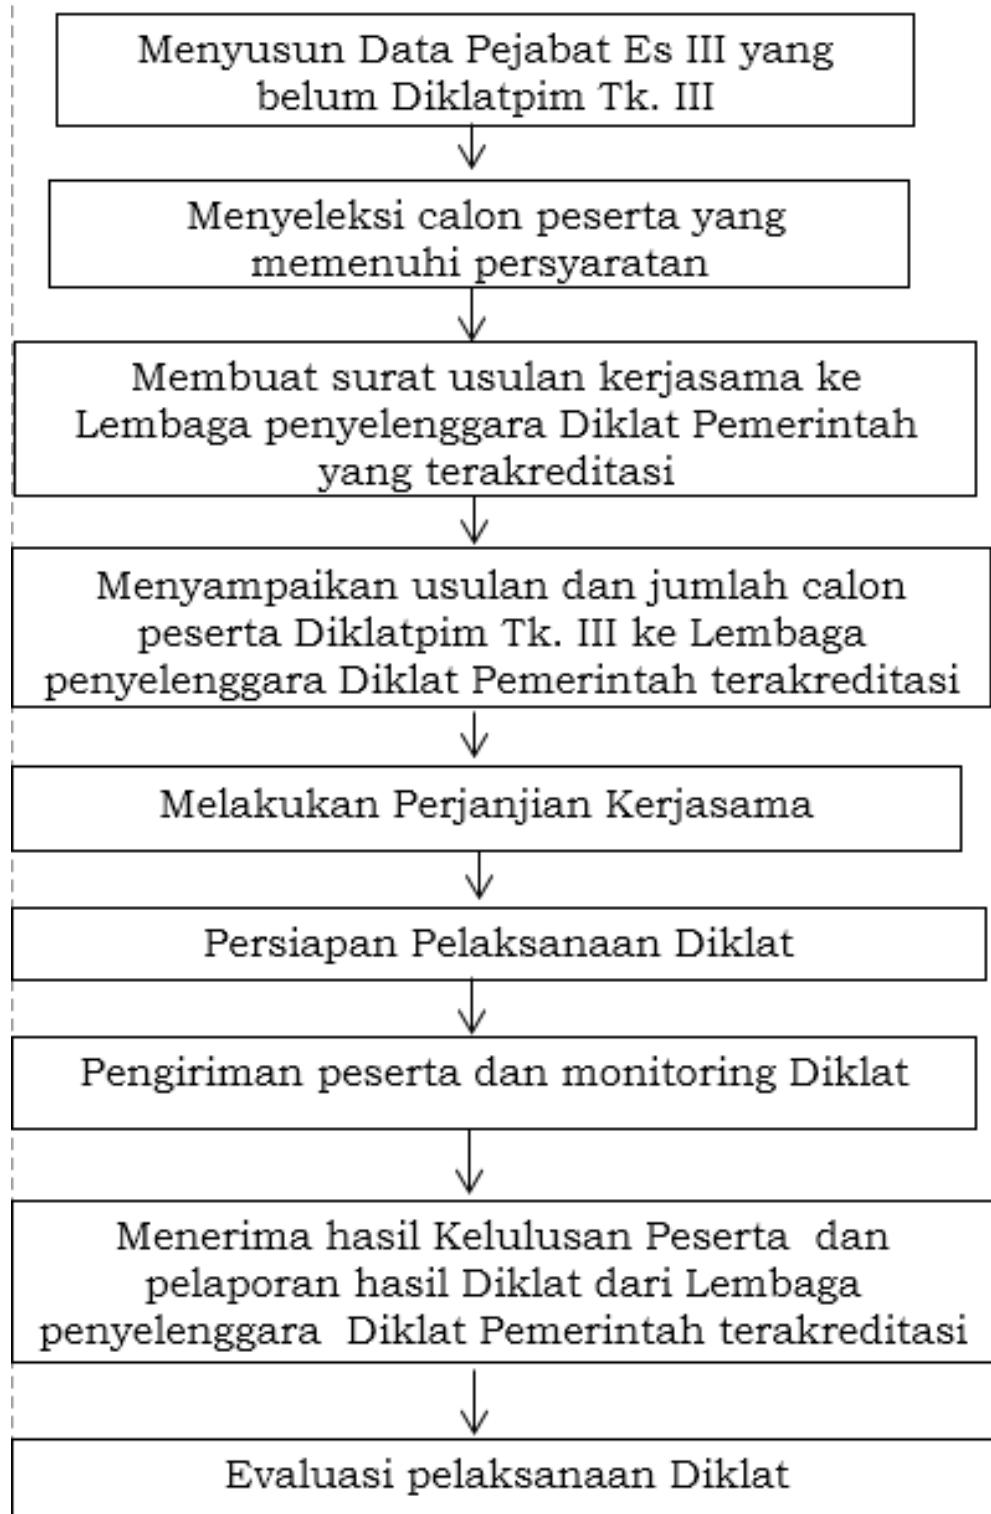 Menyusun Data Pejabat Es III yang
belum Diklatpim Tk. III
Menyeleksi calon peserta yang
memenuhi persyaratan
Membuat surat usulan kerjasama ke
Lembaga penyelenggara Diklat Pemerintah
yang terakreditasi
Menyampaikan usulan dan jumlah calon
peserta Diklatpim Tk. III ke Lembaga
penyelenggara Diklat Pemerintah terakreditasi
Melakukan Perjanjian Kerjasama
Persiapan Pelaksanaan Diklat
Pengiriman peserta dan monitoring Diklat
Menerima hasil Kelulusan Peserta dan
pelaporan hasil Diklat dari Lembaga
penyelenggara Diklat Pemerintah terakreditasi
Evaluasi pelaksanaan Diklat